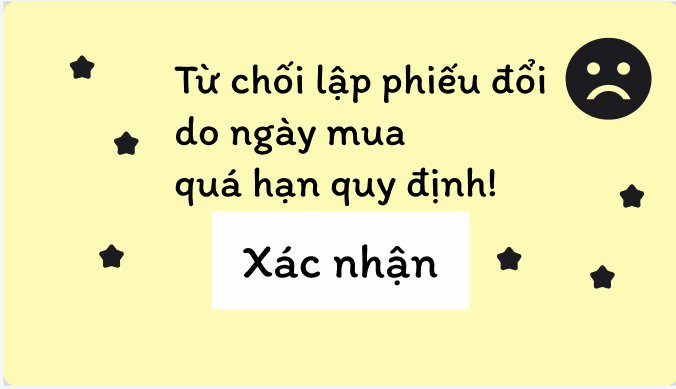 Từ chối lập phiếu đổi
do ngày mua
quá hạn quy định!
Xác nhận